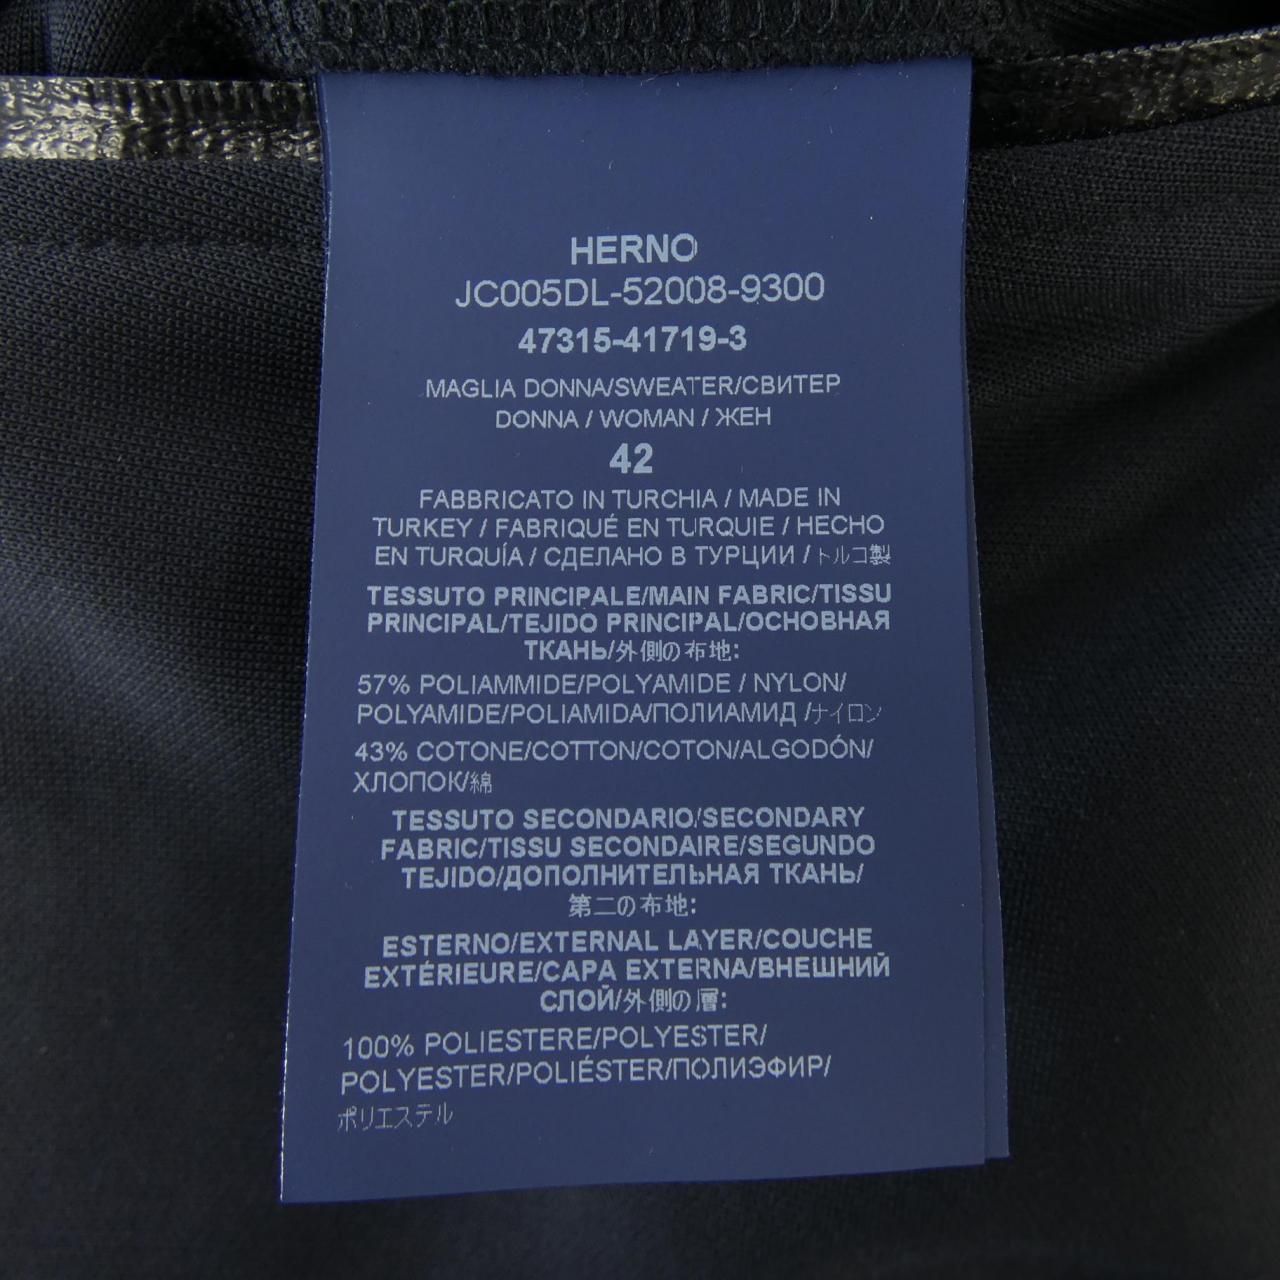 HERNO
JC005DL-52008-9300
47315-41719-3
MAGLIA DONNA/SWEATER/СВИТЕР
DONNA / WOMAN / ЖЕН
42
FABBRICATO IN TURCHIA / MADE IN
TURKEY / FABRIQUÉ EN TURQUIE / HECHO
EN TURQUÍA / СДЕЛАНО В ТУРЦИИ / トルコ製
TESSUTO PRINCIPALE/MAIN FABRIC/TISSU
PRINCIPAL/TEJIDO PRINCIPAL/ОСНОВНАЯ
ТКАНЬ/外側の布地:
57% POLIAMMIDE/POLYAMIDE / NYLON/
POLYAMIDE/POLIAMIDA/ПОЛИАМИД /ナイロン
43% COTONE/COTTON/COTON/ALGODÓN/
ХЛОПОК/綿
TESSUTO SECONDARIO/SECONDARY
FABRIC/TISSU SECONDAIRE/SEGUNDO
TEJIDO/ДОПОЛНИТЕЛЬНАЯ ТКАНЬ/
第二の布地:
ESTERNO/EXTERNAL LAYER/COUCHE
EXTÉRIEURE/CAPA EXTERNA/ВНЕШНИЙ
СЛОЙ/外側の層:
100% POLIESTERE/POLYESTER/
POLYESTER/POLIÉSTER/ПОЛИЭФИР/
ポリエステル